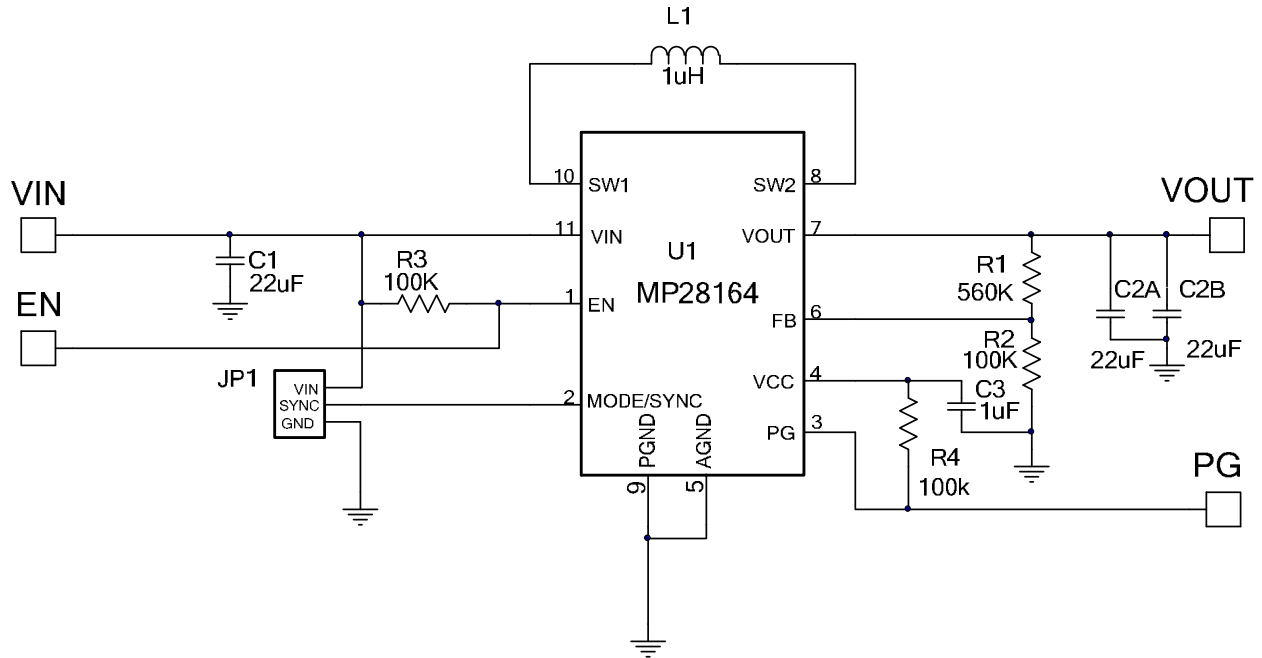 L1
1uH
VIN
10
SW1
SW2
8
VOUT
11
VIN
VOUT
7
C1
22uF
R3
100K
U1
MP28164
R1
560K
C2A
C2B
EN
1
EN
FB
6
22uF
22uF
R2
100K
JP1
VIN
SYNC
GND
2
MODE/SYNC
VCC
4
C3
1uF
PG
3
PGND
AGND
9
5
R4
100k
PG